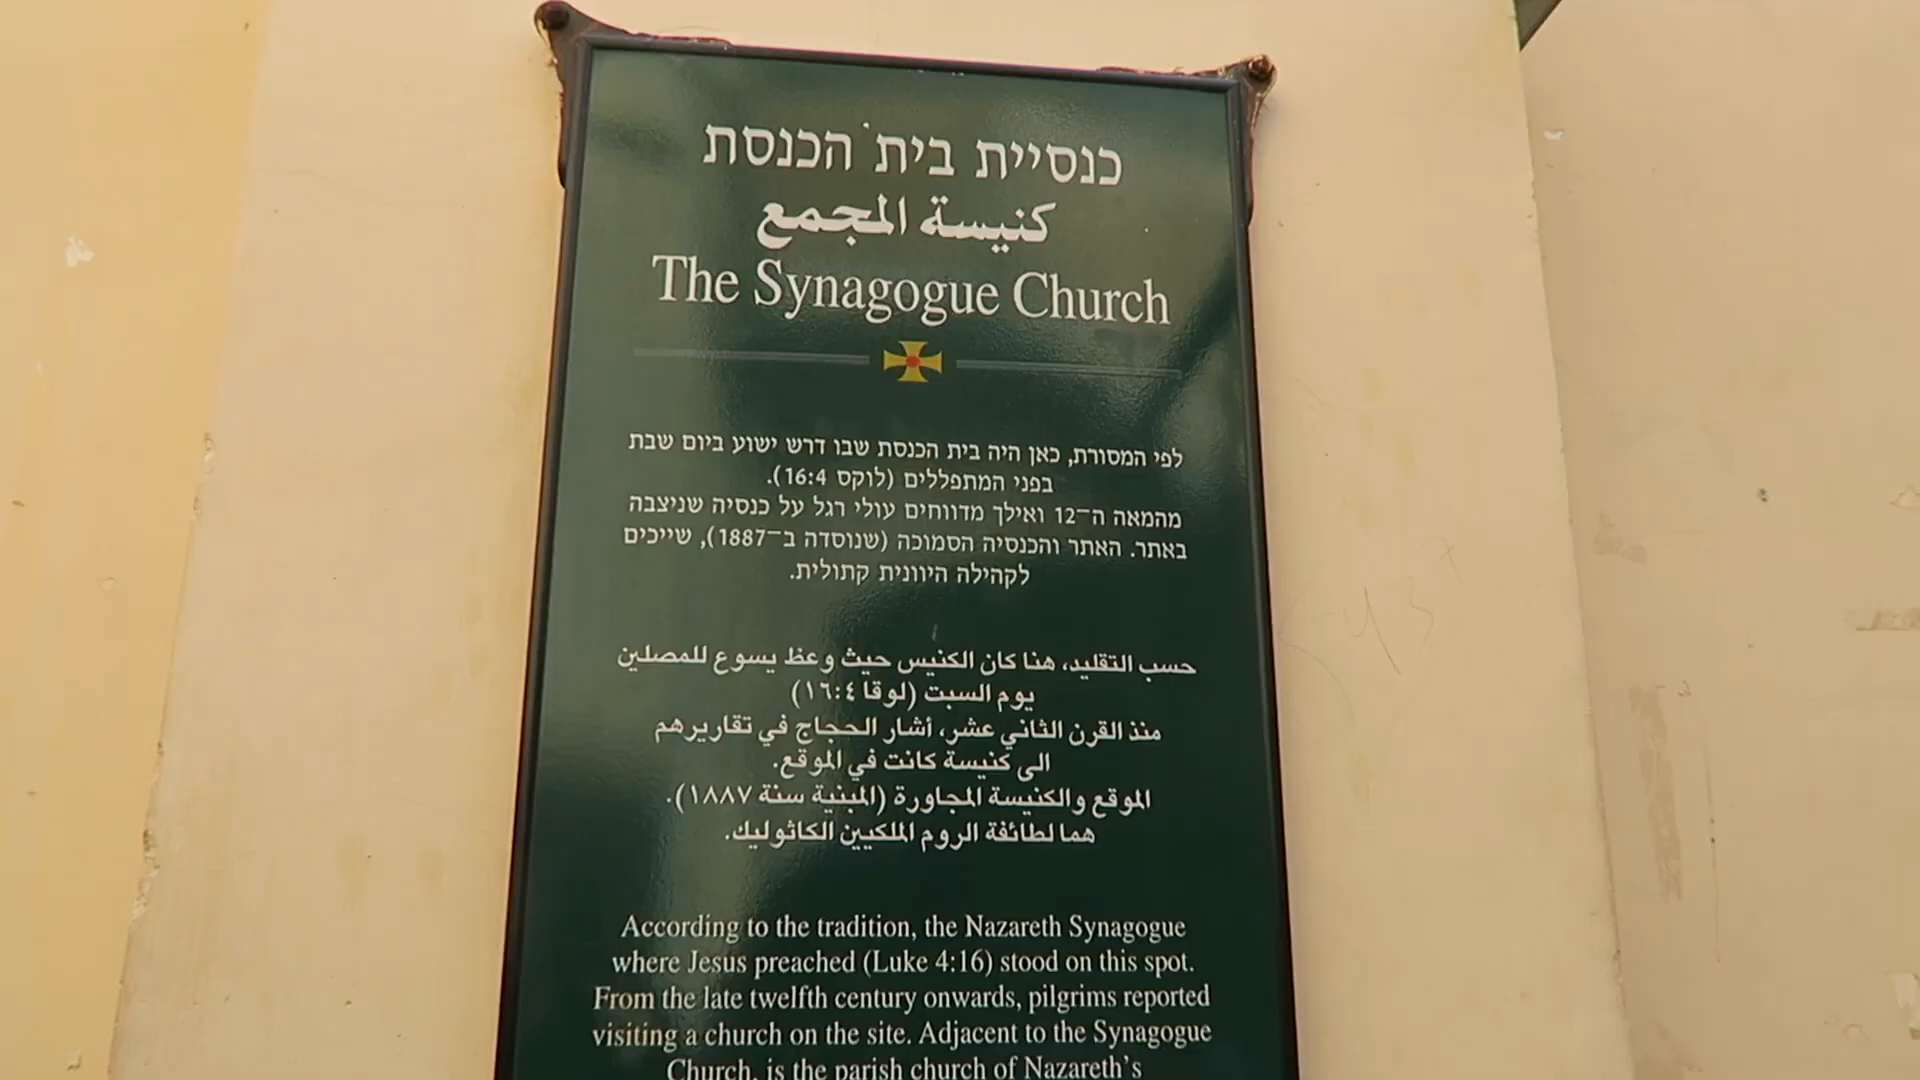 כנסיית בית הכנסת
كنيسة المجمع
The Synagogue Church
לפי המסורת, כאן היה בית הכנסת שבו דרש ישוע ביום שבת
בפני המתפללים (לוקס 16:4).
מהמאה ה-12 ואילך מדווחים עולי רגל על כנסיה שניצבה
באתר. האתר והכנסיה הסמוכה (שנוסדה ב-1887), שייכים
לקהילה היוונית קתולית.
حسب التقليد، هنا كان الكنيس حيث وعظ يسوع للمصلين
يوم السبت (لوقا ١٦:٤)
منذ القرن الثاني عشر، أشار الحجاج في تقاريرهم
الى كنيسة كانت في الموقع.
الموقع والكنيسة المجاورة (المبنية سنة ١٨٨٧).
هما لطائفة الروم الملكيين الكاثوليك.
According to the tradition, the Nazareth Synagogue
where Jesus preached (Luke 4:16) stood on this spot.
From the late twelfth century onwards, pilgrims reported
visiting a church on the site. Adjacent to the Synagogue
Church, is the parish church of Nazareth's